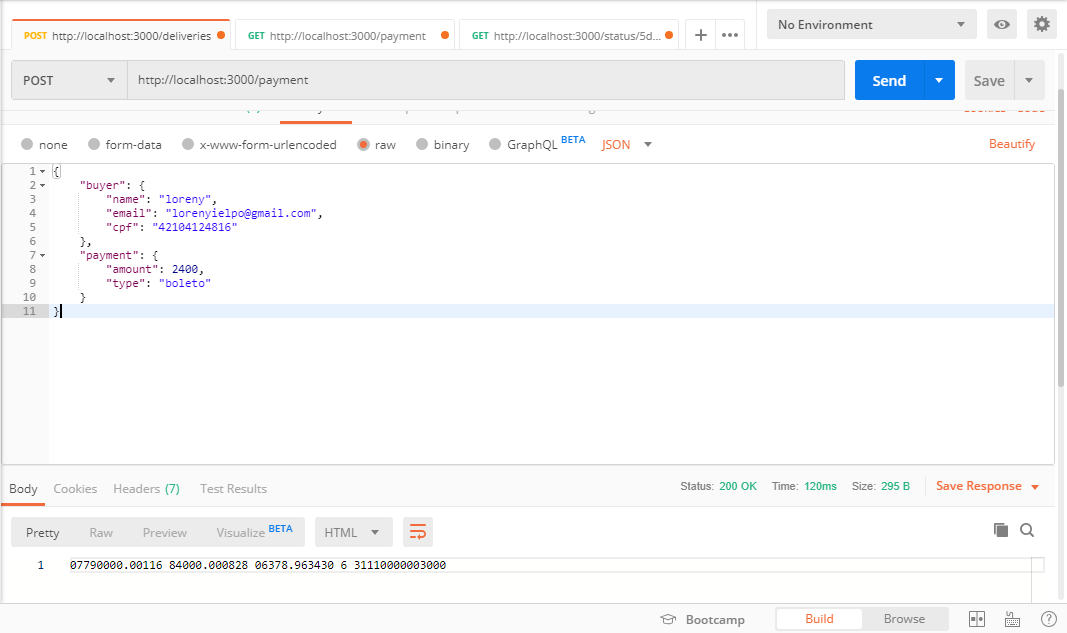 POST http://localhost:3000/deliveries GET http://localhost:3000/payment GET http://localhost:3000/status/5d... No Environment
POST http://localhost:3000/payment Send Save
none form-data x-www-form-urlencoded raw binary GraphQL BETA JSON Beautify
1 {
2 "buyer": {
3 "name": "loreny",
4 "email": "lorenyielpo@gmail.com",
5 "cpf": "42104124816"
6 },
7 "payment": {
8 "amount": 2400,
9 "type": "boleto"
10 }
11 }
Body Cookies Headers (7) Test Results Status: 200 OK Time: 120ms Size: 295 B Save Response
Pretty Raw Preview Visualize BETA HTML
1 07790000.00116 84000.000828 06378.963430 6 31110000003000
Bootcamp Build Browse